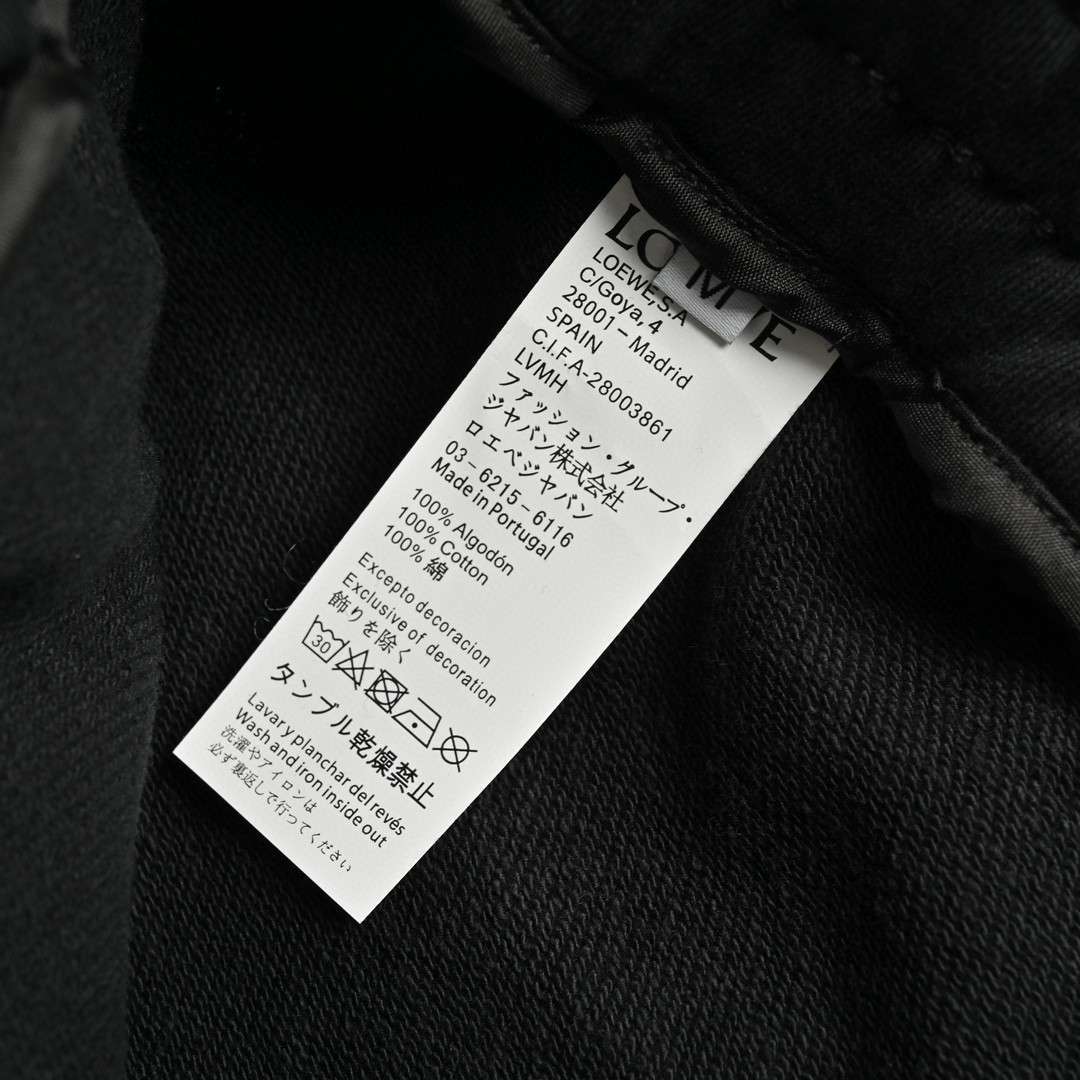 LOEWE
M
LOEWE,S.A
C/Goya, 4
28001 – Madrid
SPAIN
C.I.F.A-28003861
LVMH
ファッション・グループ・
ジャパン株式会社
ロエベジャパン
03-6215-6116
Made in Portugal
100% Algodón
100% Cotton
100% 綿
Excepto decoracion
Exclusive of decoration
飾りを除く
30
タンブル乾燥禁止
Lavar y planchar del revés
Wash and iron inside out
洗濯やアイロンは
必ず裏返しで行ってください